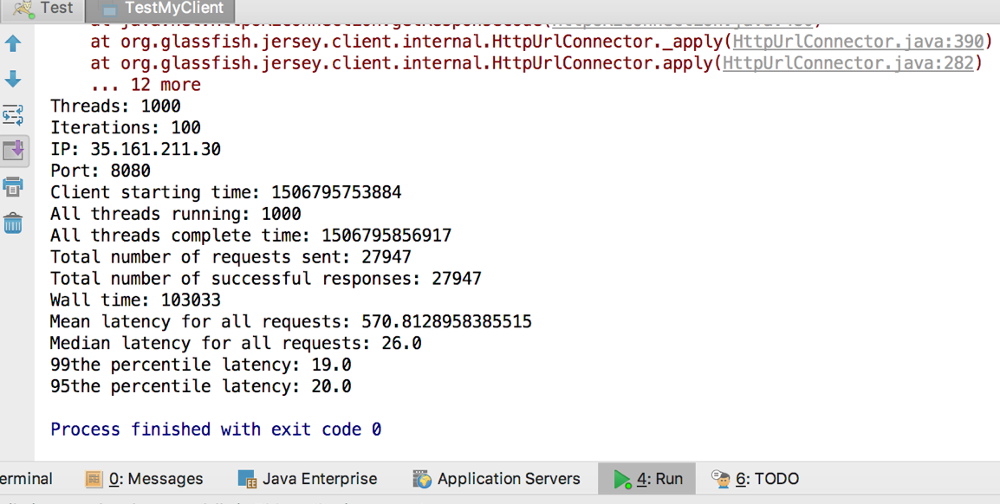 Test TestMyClient
at org.glassfish.jersey.client.internal.HttpUrlConnector._apply(HttpUrlConnector.java:390)
at org.glassfish.jersey.client.internal.HttpUrlConnector.apply(HttpUrlConnector.java:282)
... 12 more
Threads: 1000
Iterations: 100
IP: 35.161.211.30
Port: 8080
Client starting time: 1506795753884
All threads running: 1000
All threads complete time: 1506795856917
Total number of requests sent: 27947
Total number of successful responses: 27947
Wall time: 103033
Mean latency for all requests: 570.8128958385515
Median latency for all requests: 26.0
99the percentile latency: 19.0
95the percentile latency: 20.0
Process finished with exit code 0
erminal 0: Messages Java Enterprise Application Servers 4: Run 6: TODO